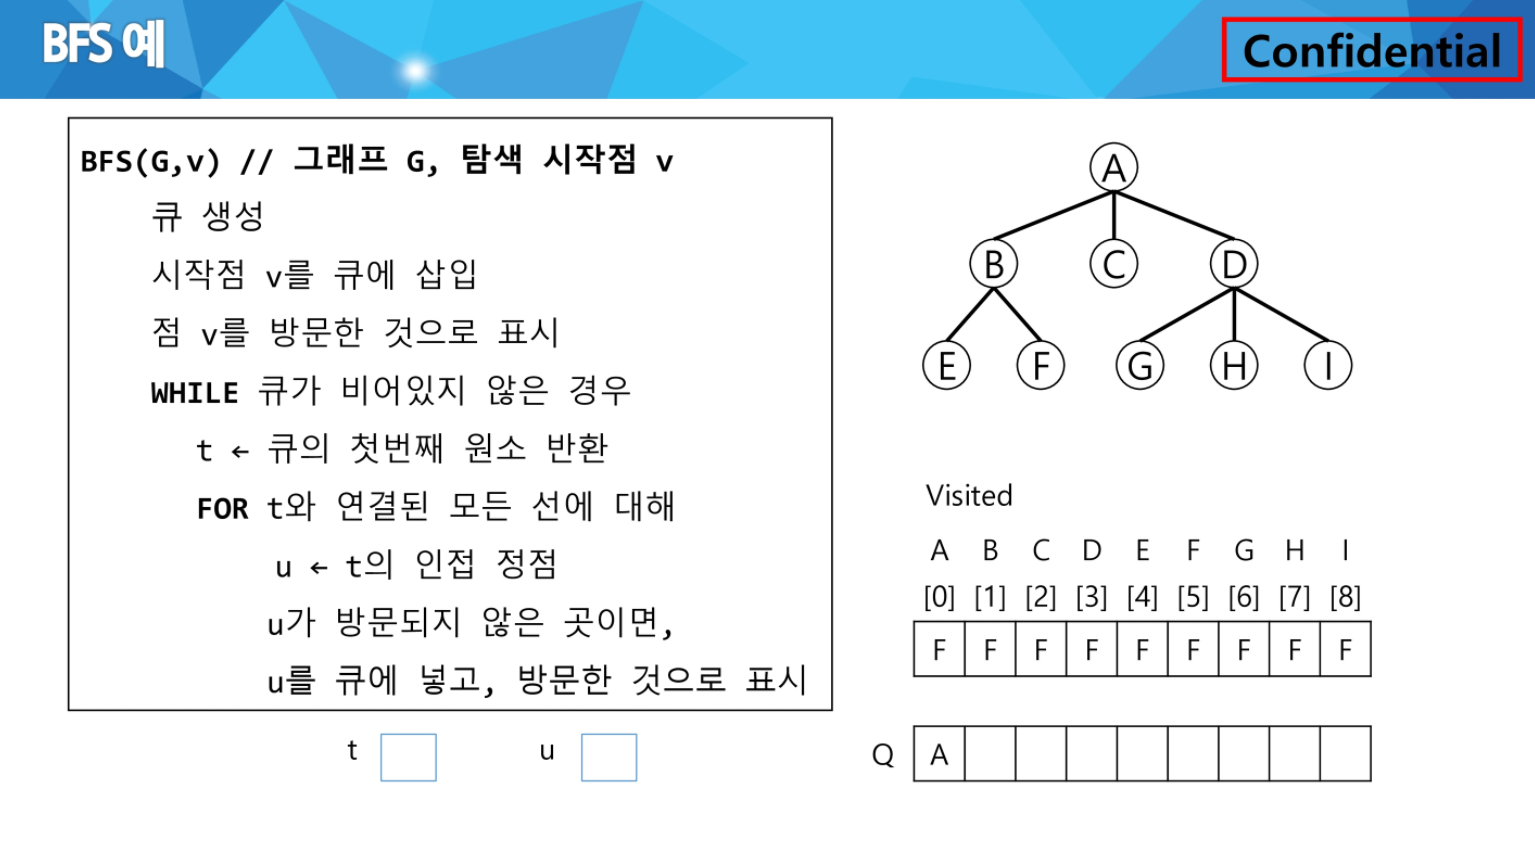 BFS 예
Confidential
BFS(G,v) // 그래프 G, 탐색 시작점 v
큐 생성
시작점 v를 큐에 삽입
점 v를 방문한 것으로 표시
WHILE 큐가 비어있지 않은 경우
t ← 큐의 첫번째 원소 반환
FOR t와 연결된 모든 선에 대해
u ← t의 인접 정점
u가 방문되지 않은 곳이면,
u를 큐에 넣고, 방문한 것으로 표시
t
u
A
B C D
E F G H I
Visited
A B C D E F G H I
[0] [1] [2] [3] [4] [5] [6] [7] [8]
F F F F F F F F F
Q A